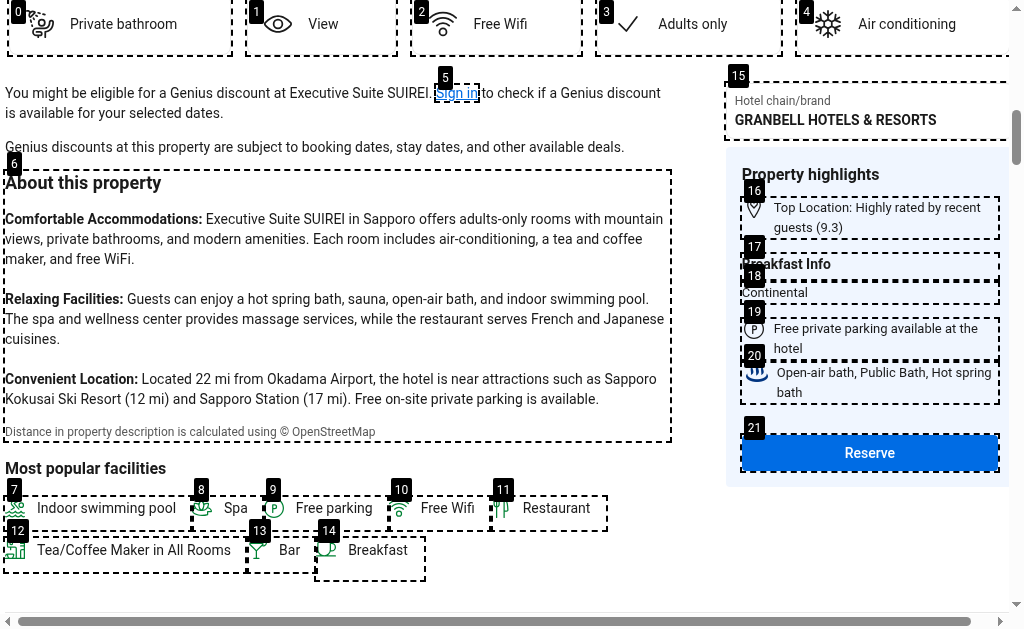 0
Private bathroom
1
View
2
Free Wifi
3
Adults only
4
Air conditioning
5
You might be eligible for a Genius discount at Executive Suite SUIREI. Sign in to check if a Genius discount
is available for your selected dates.
Genius discounts at this property are subject to booking dates, stay dates, and other available deals.
6
About this property
Comfortable Accommodations: Executive Suite SUIREI in Sapporo offers adults-only rooms with mountain
views, private bathrooms, and modern amenities. Each room includes air-conditioning, a tea and coffee
maker, and free WiFi.
Relaxing Facilities: Guests can enjoy a hot spring bath, sauna, open-air bath, and indoor swimming pool.
The spa and wellness center provides massage services, while the restaurant serves French and Japanese
cuisines.
Convenient Location: Located 22 mi from Okadama Airport, the hotel is near attractions such as Sapporo
Kokusai Ski Resort (12 mi) and Sapporo Station (17 mi). Free on-site private parking is available.
Distance in property description is calculated using © OpenStreetMap
Most popular facilities
7
Indoor swimming pool
8
Spa
9
P
Free parking
10
Free Wifi
11
Restaurant
12
Tea/Coffee Maker in All Rooms
13
Bar
14
Breakfast
15
Hotel chain/brand
GRANBELL HOTELS & RESORTS
Property highlights
16
Top Location: Highly rated by recent
guests (9.3)
17
Breakfast Info
18
Continental
19
P
Free private parking available at the
hotel
20
Open-air bath, Public Bath, Hot spring
bath
21
Reserve